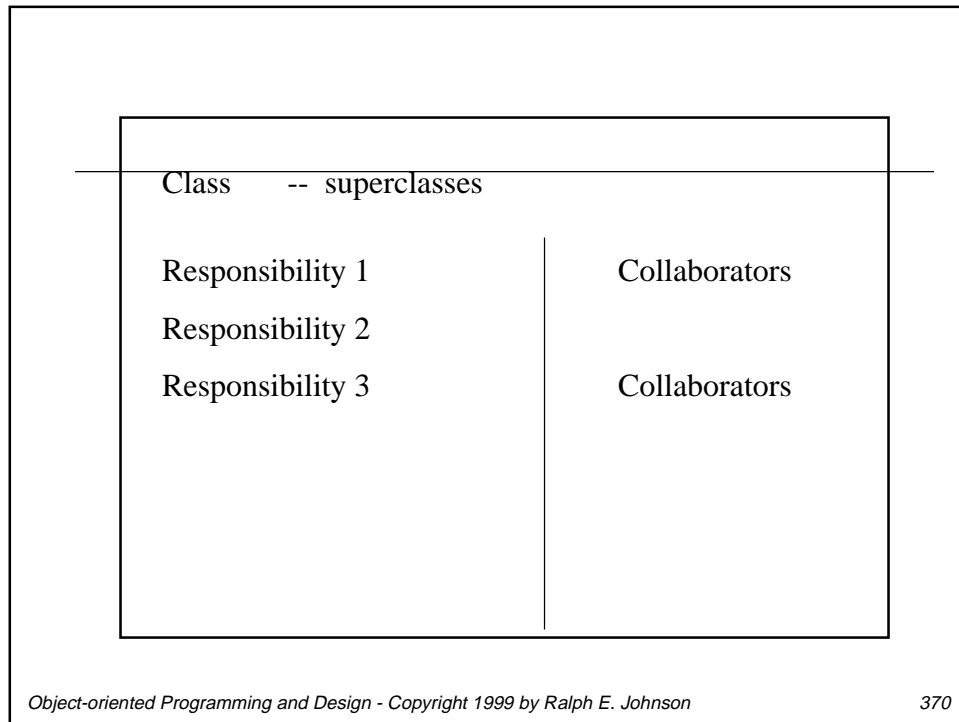 Class -- superclasses
Responsibility 1 Collaborators
Responsibility 2
Responsibility 3 Collaborators
Object-oriented Programming and Design - Copyright 1999 by Ralph E. Johnson 370